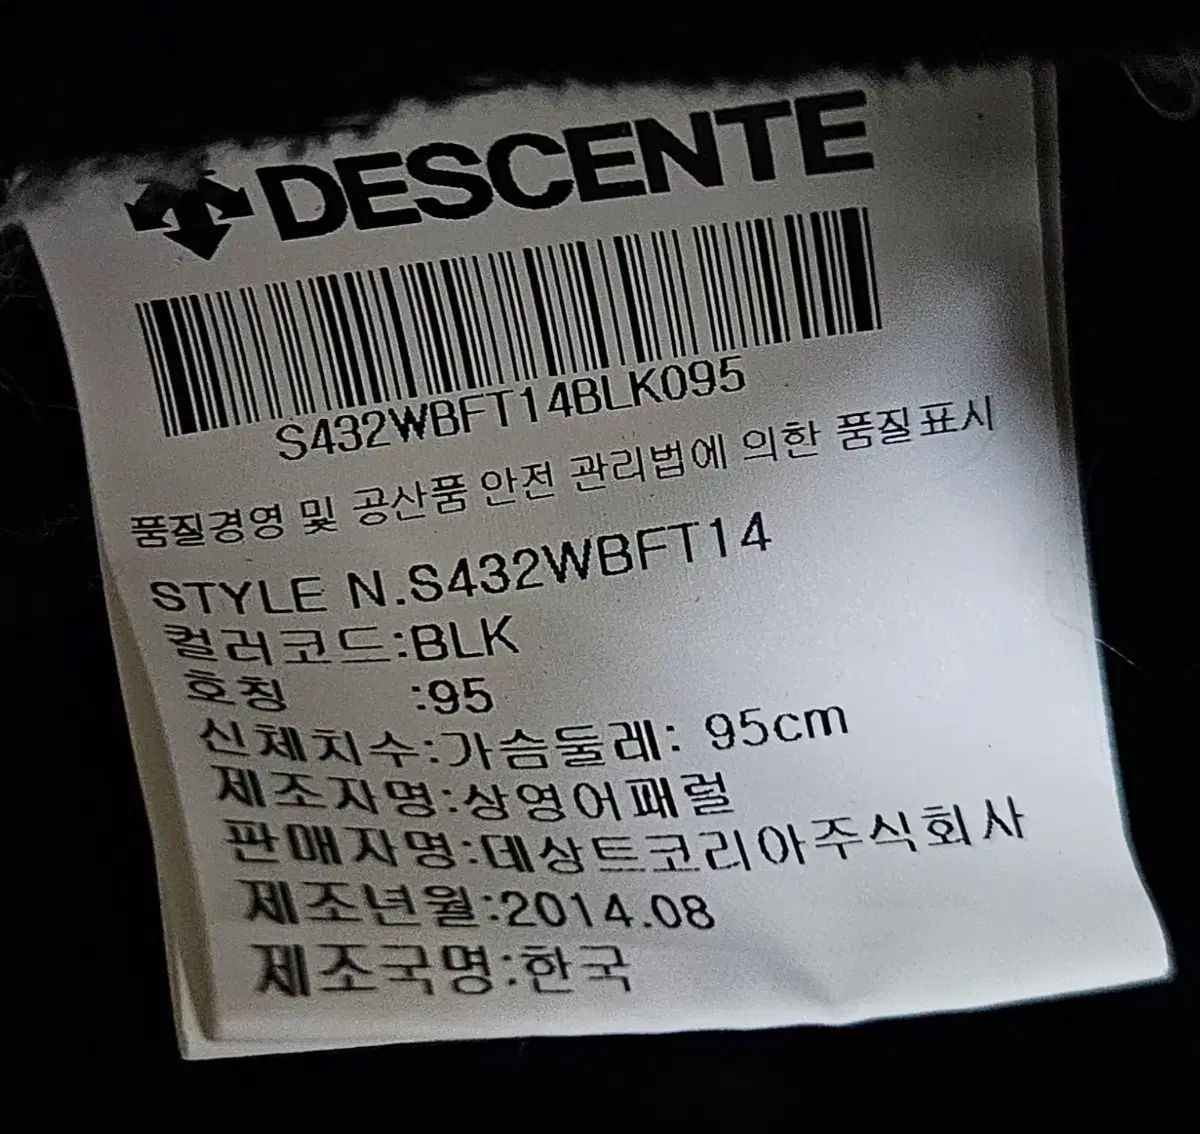 DESCENTE
S432WBFT14BLK095
품질경영 및 공산품 안전 관리법에 의한 품질표시
STYLE N.S432WBFT14
컬러코드:BLK
호칭 :95
신체치수:가슴둘레: 95cm
제조자명:상영어패럴
판매자명:데상트코리아주식회사
제조년월:2014.08
제조국명:한국